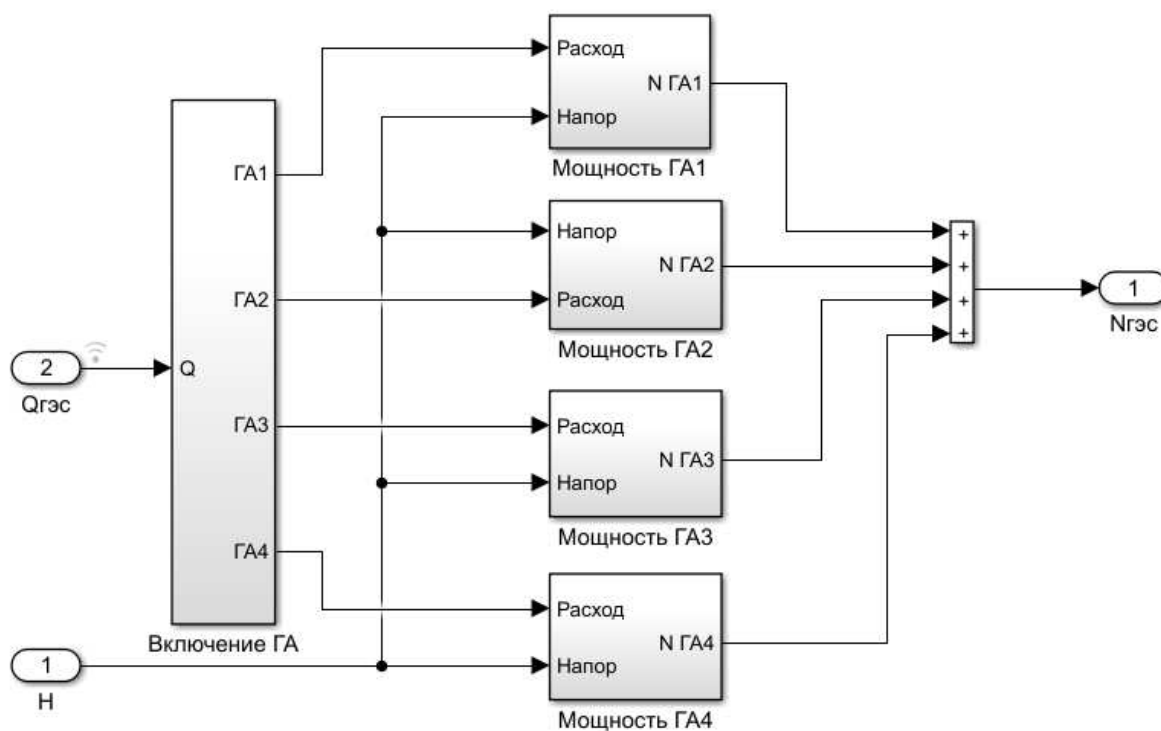 Расход
N ГА1
Напор
Мощность ГА1
ГА1
Напор
N ГА2
Расход
Мощность ГА2
ГА2
2
Qгэс
Q
ГА3
Расход
N ГА3
Напор
Мощность ГА3
ГА4
Расход
N ГА4
Напор
Мощность ГА4
Включение ГА
1
H
+
+
+
+
1
Nгэс